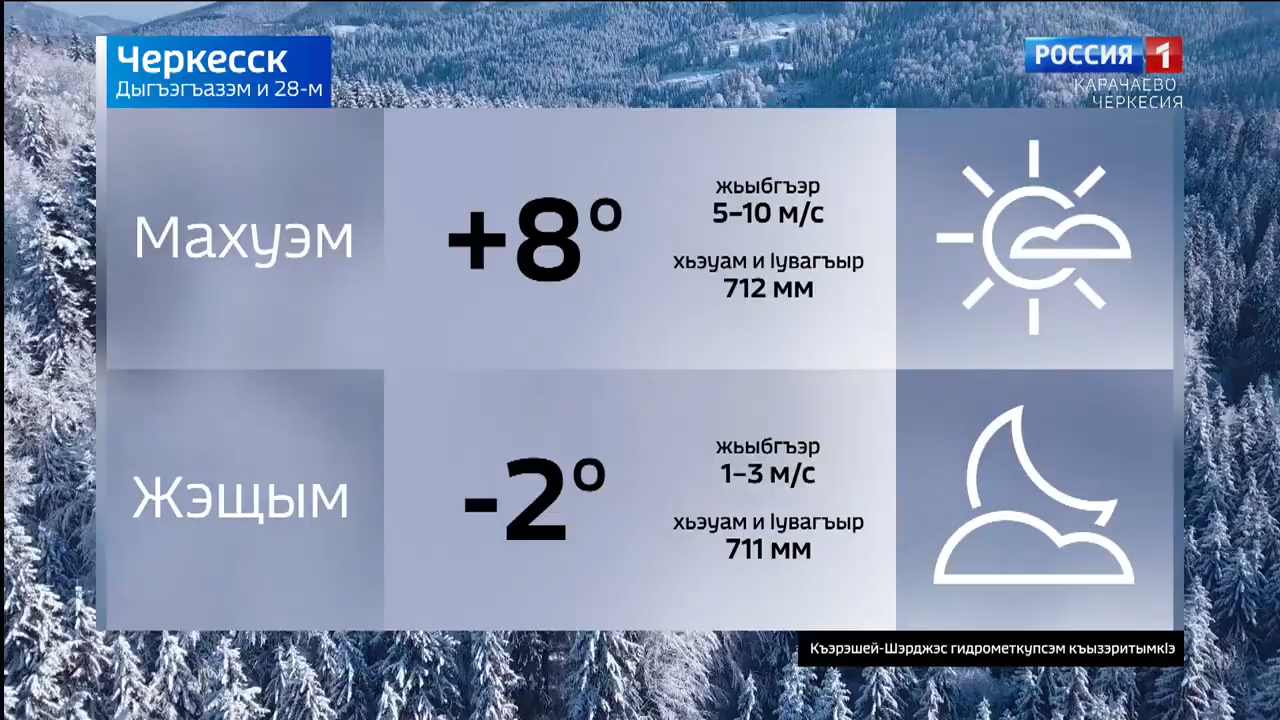 Черкесск
Дыгъэгъазэм и 28-м
РОССИЯ 1
КАРАЧАЕВО
ЧЕРКЕСИЯ
Махуэм
+8°
жьыбгъэр
5-10 м/с
хьэуам и Iувагъыр
712 мм
Жэщым
-2°
жьыбгъэр
1-3 м/с
хьэуам и Iувагъыр
711 мм
Къэрэшей-Шэрджэс гидрометкупсэм къызэритымкIэ